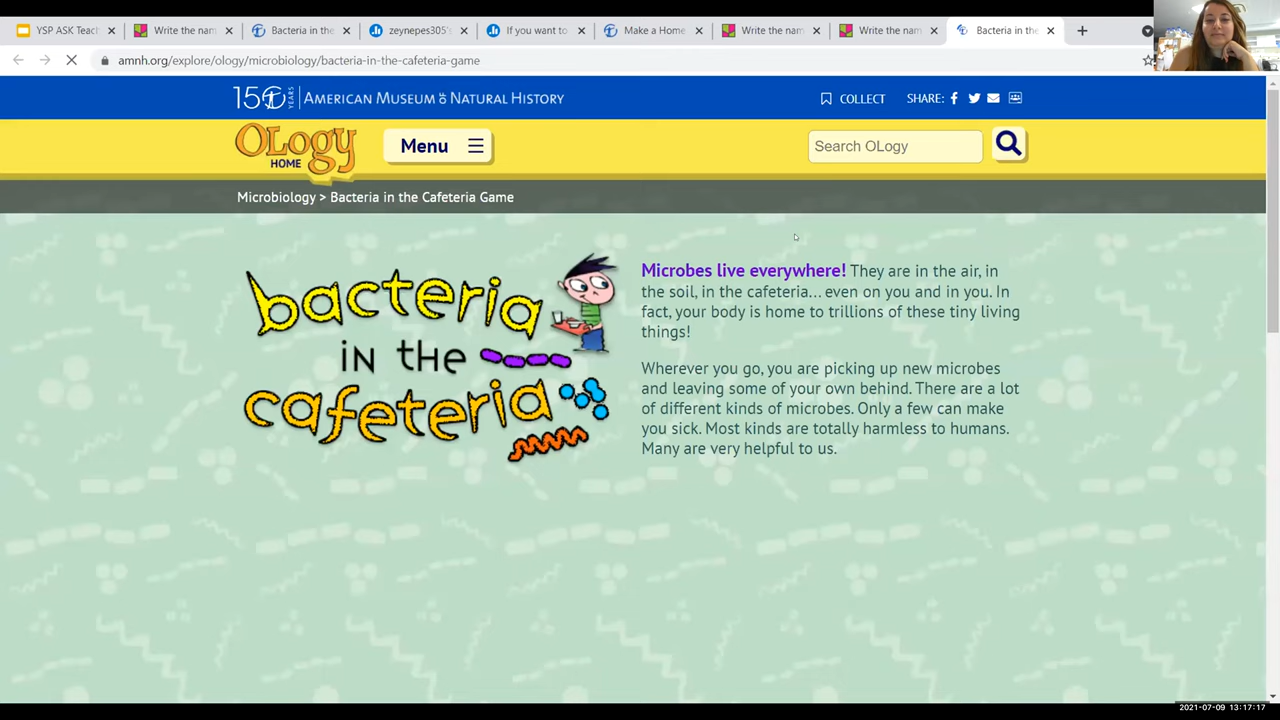 YSP ASK Teach
Write the nam
Bacteria in the
zeynepes305's
If you want to
Make a Home
Write the nam
Write the nam
Bacteria in the
amnh.org/explore/ology/microbiology/bacteria-in-the-cafeteria-game
150 YEARS AMERICAN MUSEUM OF NATURAL HISTORY
COLLECT
SHARE:
OLogy
HOME
Menu
Search OLogy
Microbiology > Bacteria in the Cafeteria Game
bacteria
in the
cafeteria
Microbes live everywhere! They are in the air, in
the soil, in the cafeteria... even on you and in you. In
fact, your body is home to trillions of these tiny living
things!
Wherever you go, you are picking up new microbes
and leaving some of your own behind. There are a lot
of different kinds of microbes. Only a few can make
you sick. Most kinds are totally harmless to humans.
Many are very helpful to us.
2021-07-09 13:17:17